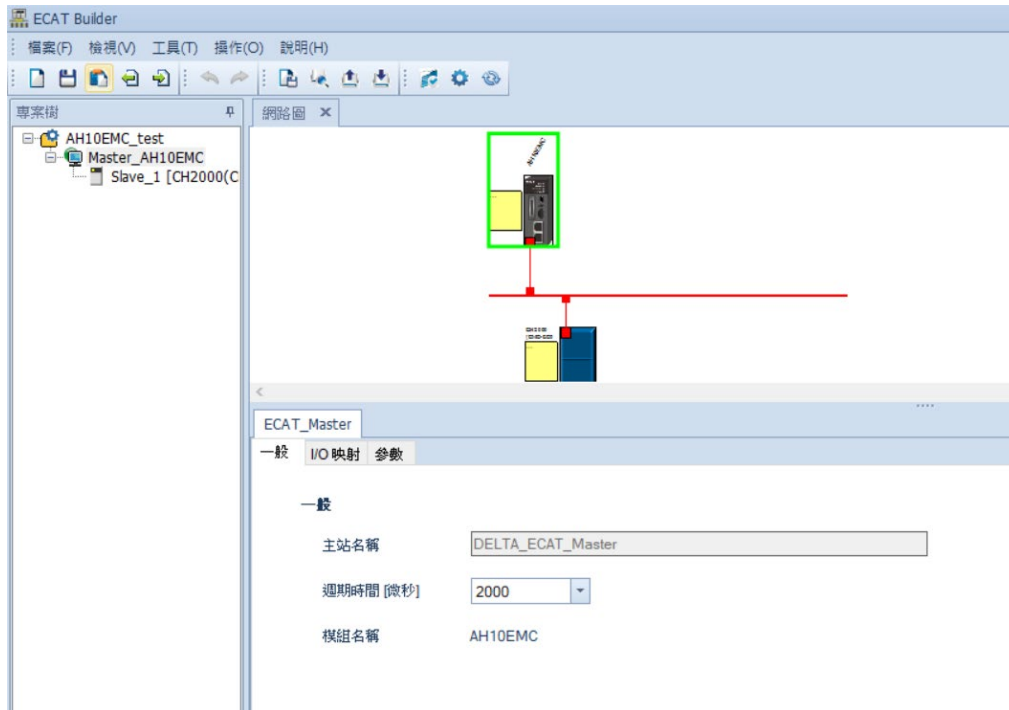 ECAT Builder
檔案(F) 檢視(V) 工具(T) 操作(O) 說明(H)
專案樹
網路圖
AH10EMC_test
Master_AH10EMC
Slave_1 [CH2000(C
AH10EMC
ECAT_Master
一般 I/O 映射 參數
一般
主站名稱 DELTA_ECAT_Master
週期時間 [微秒] 2000
模組名稱 AH10EMC